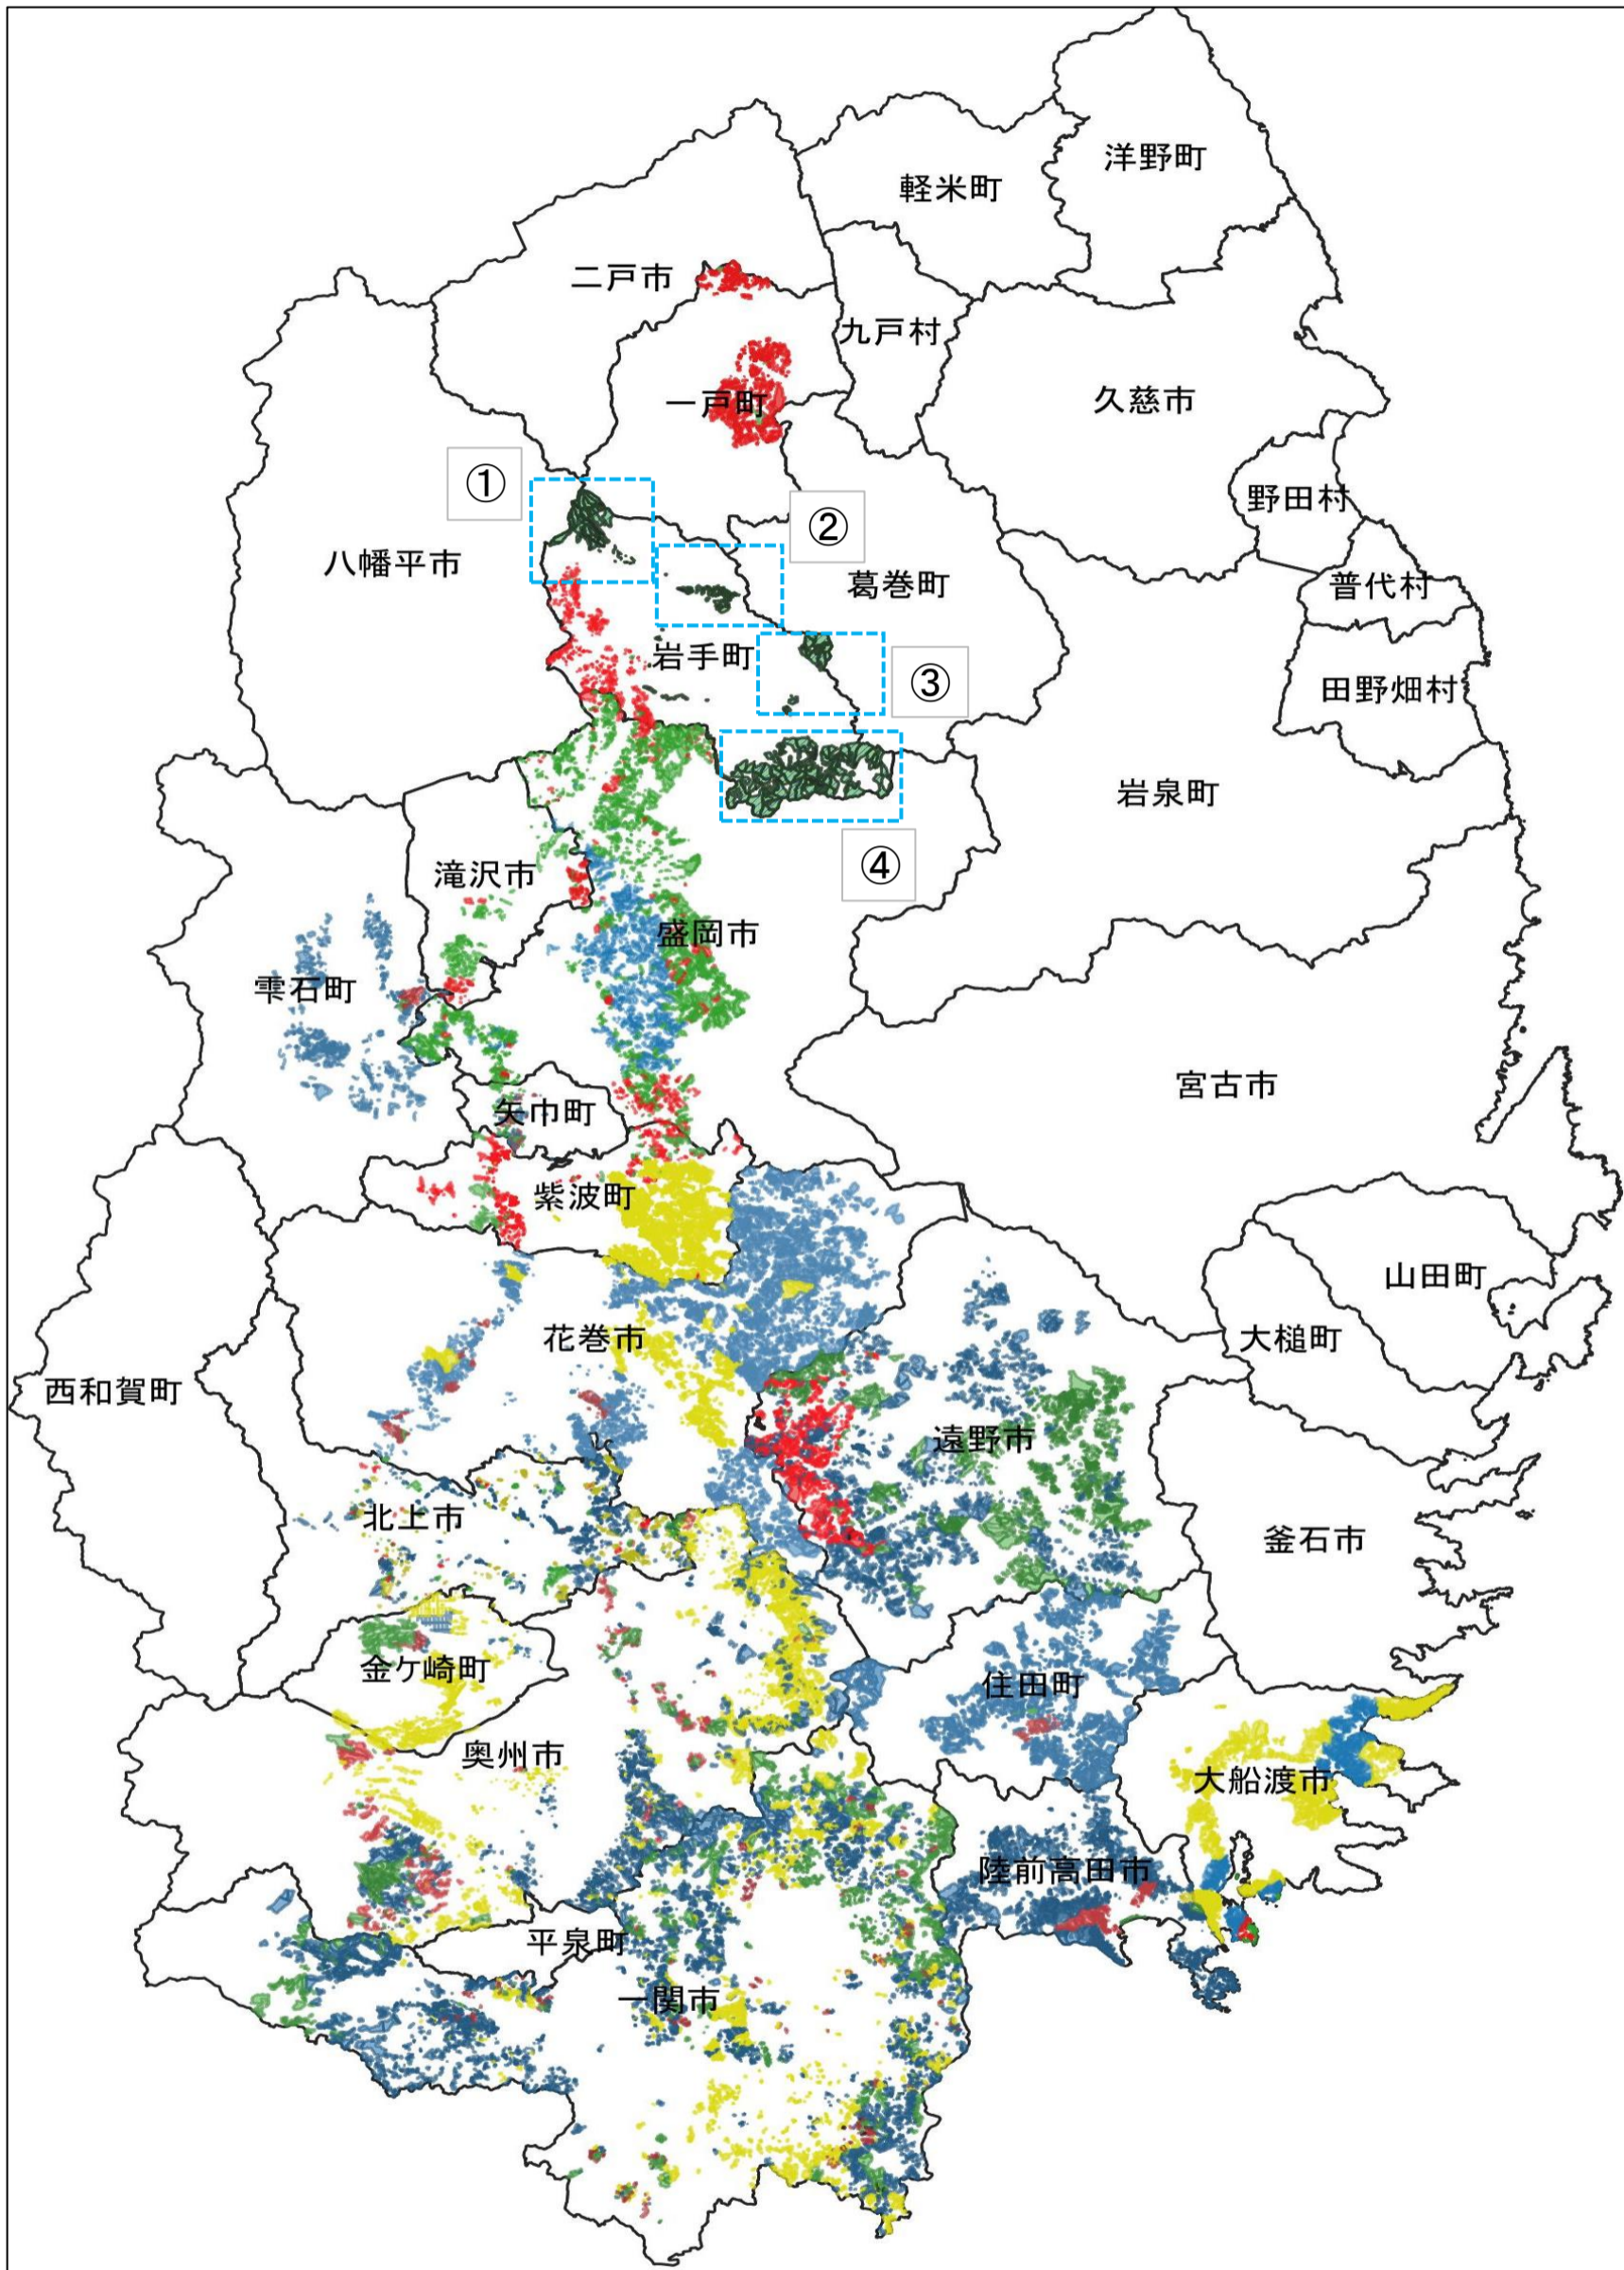 洋野町
軽米町
二戸市
九戸村
一戸町
久慈市
①
野田村
②
八幡平市
葛巻町
普代村
岩手町
③
田野畑村
岩泉町
④
滝沢市
盛岡市
雫石町
宮古市
矢巾町
紫波町
山田町
花巻市
大槌町
西和賀町
遠野市
北上市
釜石市
金ケ崎町
住田町
奥州市
大船渡市
陸前高田市
平泉町
一関市